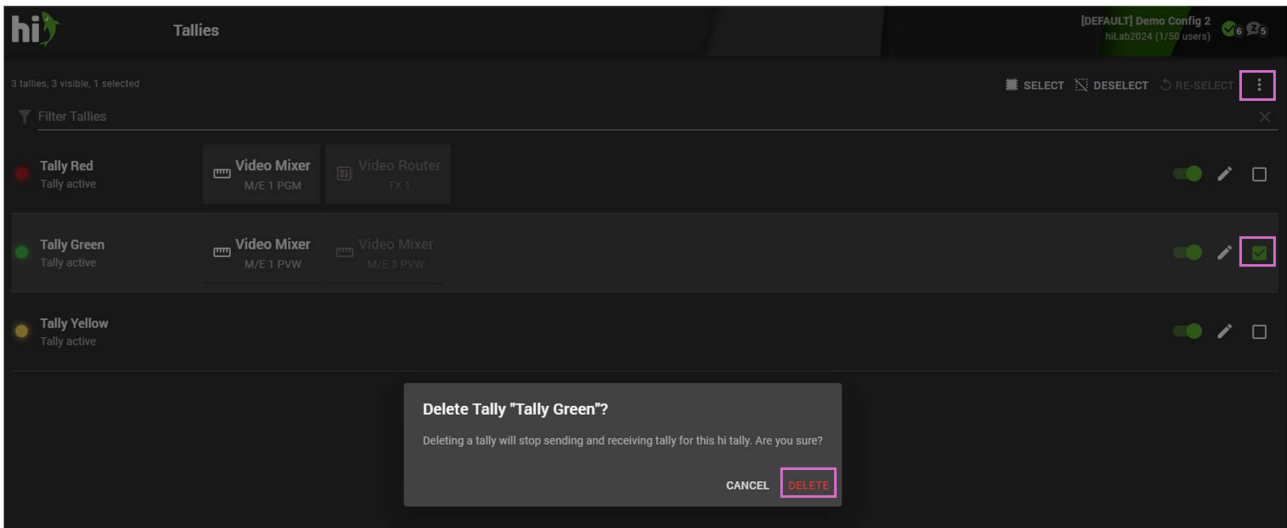 hi
Tallies
[DEFAULT] Demo Config 2
hiLab2024 (1/50 users)
6
5
3 tallies, 3 visible, 1 selected
SELECT
DESELECT
RE-SELECT
Filter Tallies
Tally Red
Tally active
Video Mixer
M/E 1 PGM
Video Router
TX 1
Tally Green
Tally active
Video Mixer
M/E 1 PVW
Video Mixer
M/E 3 PVW
Tally Yellow
Tally active
Delete Tally "Tally Green"?
Deleting a tally will stop sending and receiving tally for this hi tally. Are you sure?
CANCEL
DELETE